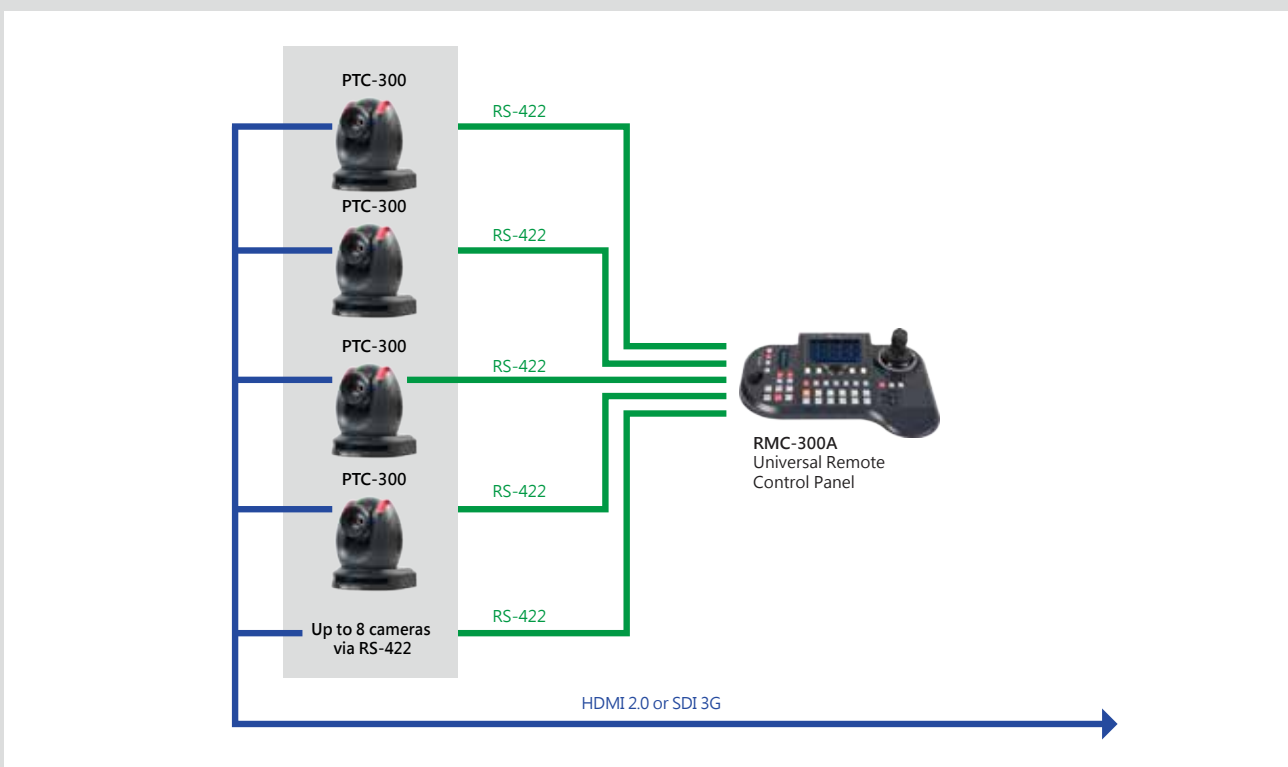 PTC-300
RS-422
PTC-300
RS-422
PTC-300
RS-422
RMC-300A
Universal Remote
Control Panel
PTC-300
RS-422
Up to 8 cameras
via RS-422
RS-422
HDMI 2.0 or SDI 3G